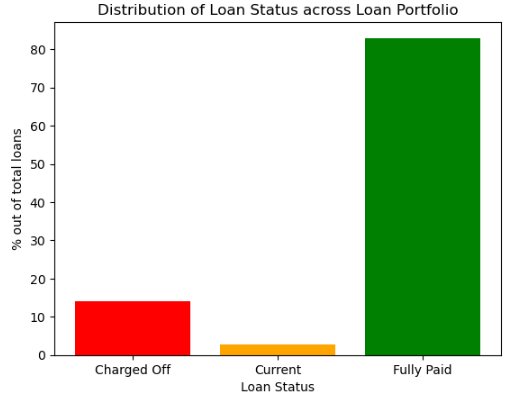 Distribution of Loan Status across Loan Portfolio
% out of total loans
80
70
60
50
40
30
20
10
0
Charged Off Current Fully Paid
Loan Status